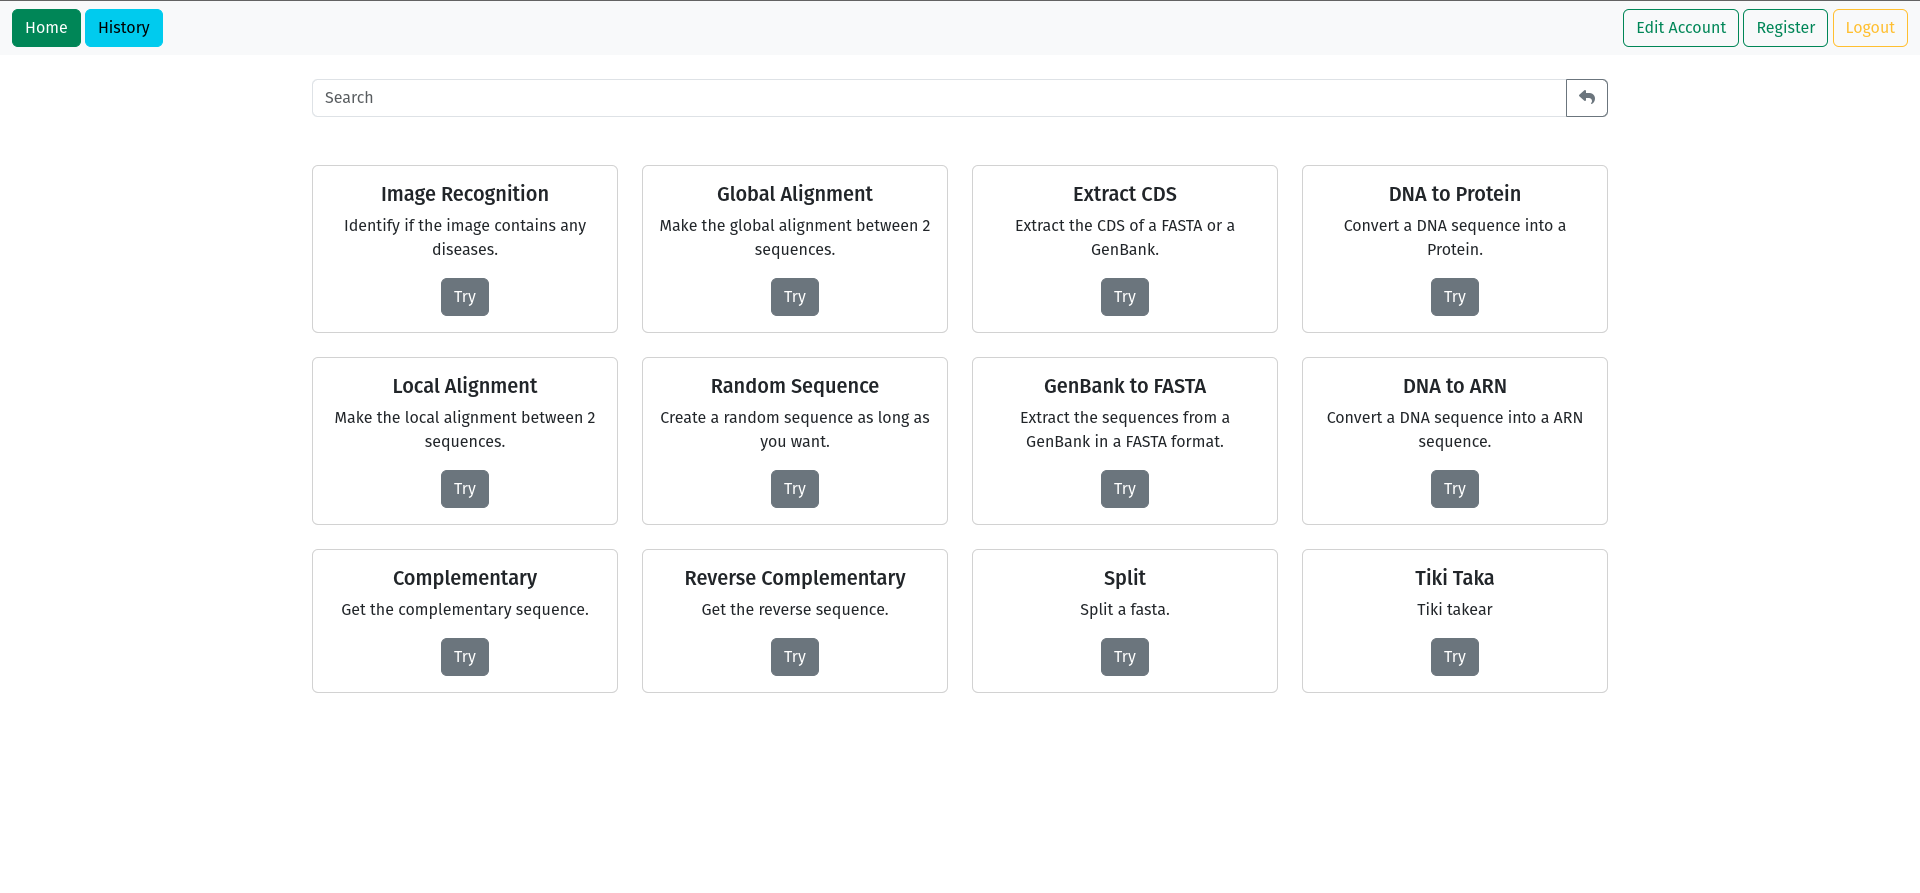 Home History Edit Account Register Logout
Search
Image Recognition
Identify if the image contains any
diseases.
Try
Global Alignment
Make the global alignment between 2
sequences.
Try
Extract CDS
Extract the CDS of a FASTA or a
GenBank.
Try
DNA to Protein
Convert a DNA sequence into a
Protein.
Try
Local Alignment
Make the local alignment between 2
sequences.
Try
Random Sequence
Create a random sequence as long as
you want.
Try
GenBank to FASTA
Extract the sequences from a
GenBank in a FASTA format.
Try
DNA to ARN
Convert a DNA sequence into a ARN
sequence.
Try
Complementary
Get the complementary sequence.
Try
Reverse Complementary
Get the reverse sequence.
Try
Split
Split a fasta.
Try
Tiki Taka
Tiki takear
Try